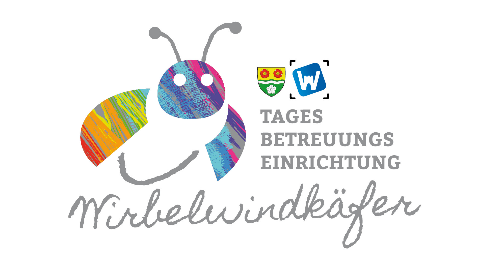 W
TAGES
BETREUUNGS
EINRICHTUNG
Wirbelwindkäfer